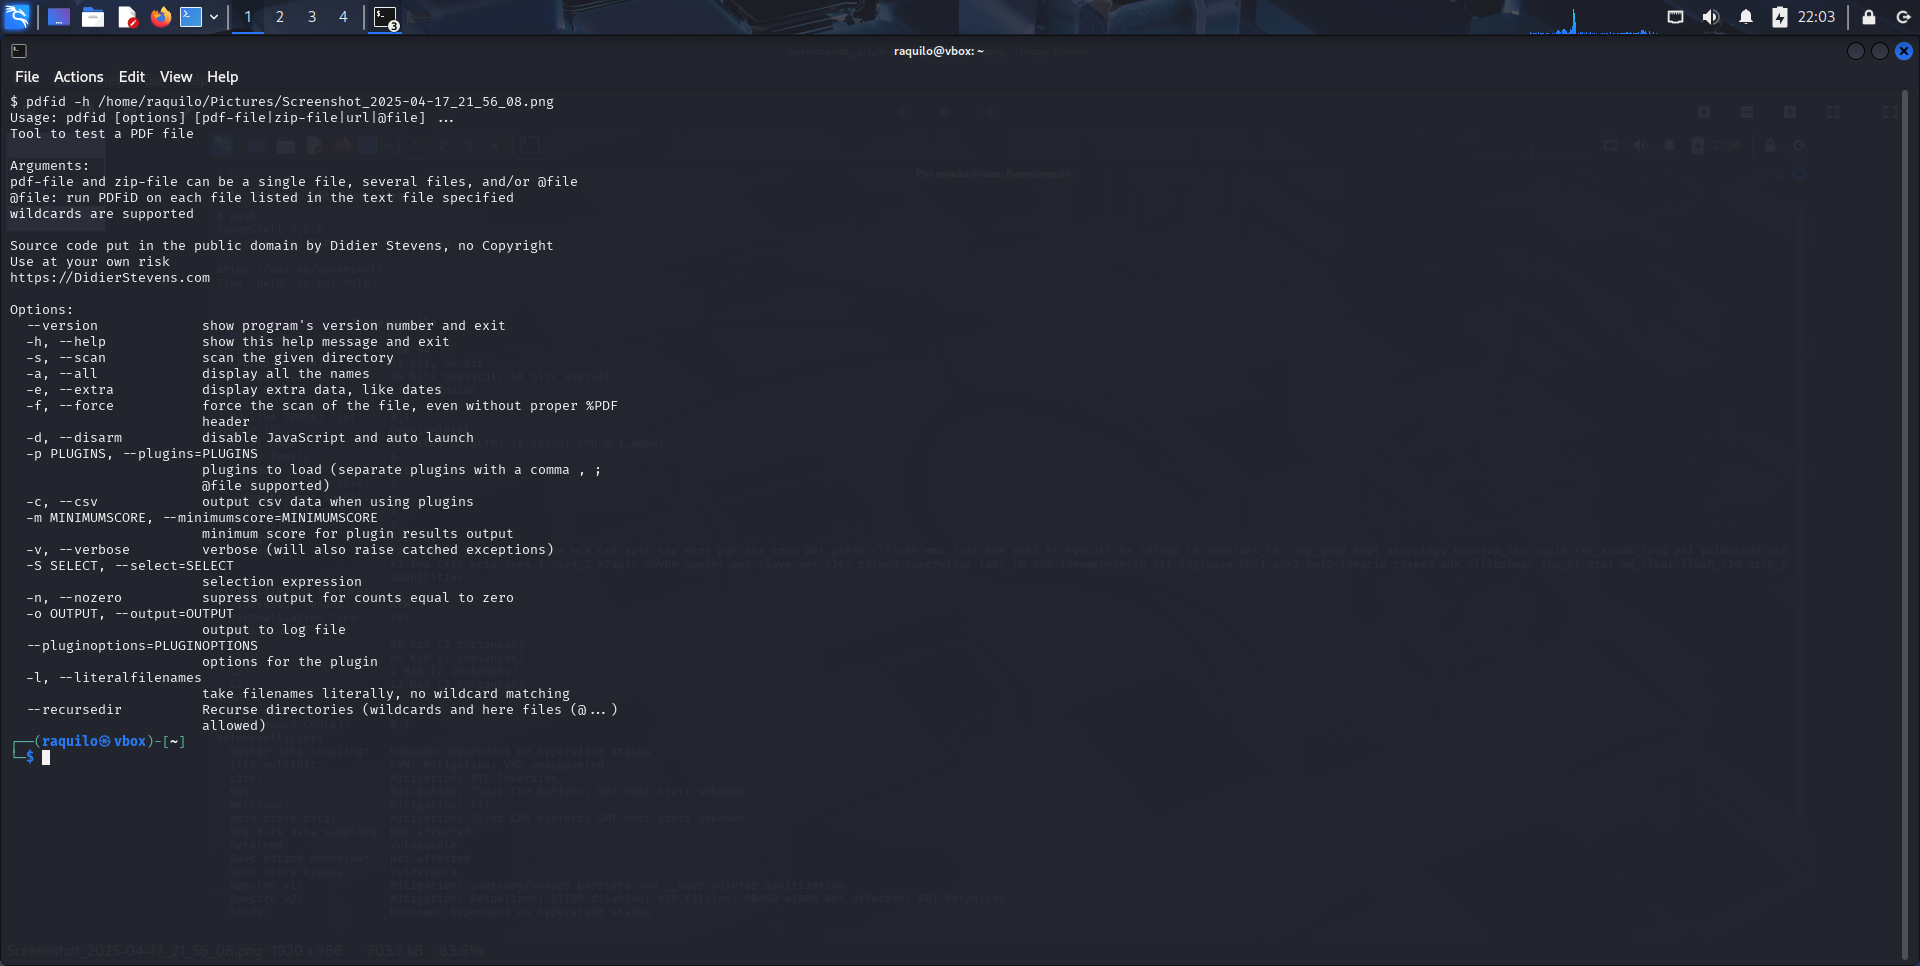 1 2 3 4
3
22:03
raquilo@vbox: ~
File Actions Edit View Help
$ pdfid -h /home/raquilo/Pictures/Screenshot_2025-04-17_21_56_08.png
Usage: pdfid [options] [pdf-file|zip-file|url|@file] ...
Tool to test a PDF file
Arguments:
pdf-file and zip-file can be a single file, several files, and/or @file
@file: run PDFiD on each file listed in the text file specified
wildcards are supported
Source code put in the public domain by Didier Stevens, no Copyright
Use at your own risk
https://DidierStevens.com
Options:
--version show program's version number and exit
-h, --help show this help message and exit
-s, --scan scan the given directory
-a, --all display all the names
-e, --extra display extra data, like dates
-f, --force force the scan of the file, even without proper %PDF
header
-d, --disarm disable JavaScript and auto launch
-p PLUGINS, --plugins=PLUGINS
plugins to load (separate plugins with a comma , ;
@file supported)
-c, --csv output csv data when using plugins
-m MINIMUMSCORE, --minimumscore=MINIMUMSCORE
minimum score for plugin results output
-v, --verbose verbose (will also raise catched exceptions)
-S SELECT, --select=SELECT
selection expression
-n, --nozero supress output for counts equal to zero
-o OUTPUT, --output=OUTPUT
output to log file
--pluginoptions=PLUGINOPTIONS
options for the plugin
-l, --literalfilenames
take filenames literally, no wildcard matching
--recursedir Recurse directories (wildcards and here files (@...)
allowed)
┌──(raquilo㉿vbox)-[~]
└─$
Screenshot_2025-04-17_21_56_08.png 1920 x 966 703.7 kB 83.6%